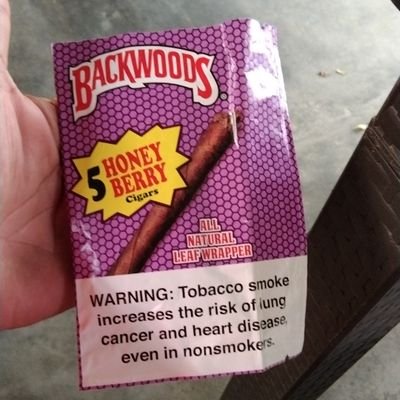 BACKWOODS®
5 HONEY
BERRY
Cigars
ALL
NATURAL
LEAF WRAPPER
WARNING: Tobacco smoke
increases the risk of lung
cancer and heart disease,
even in nonsmokers.